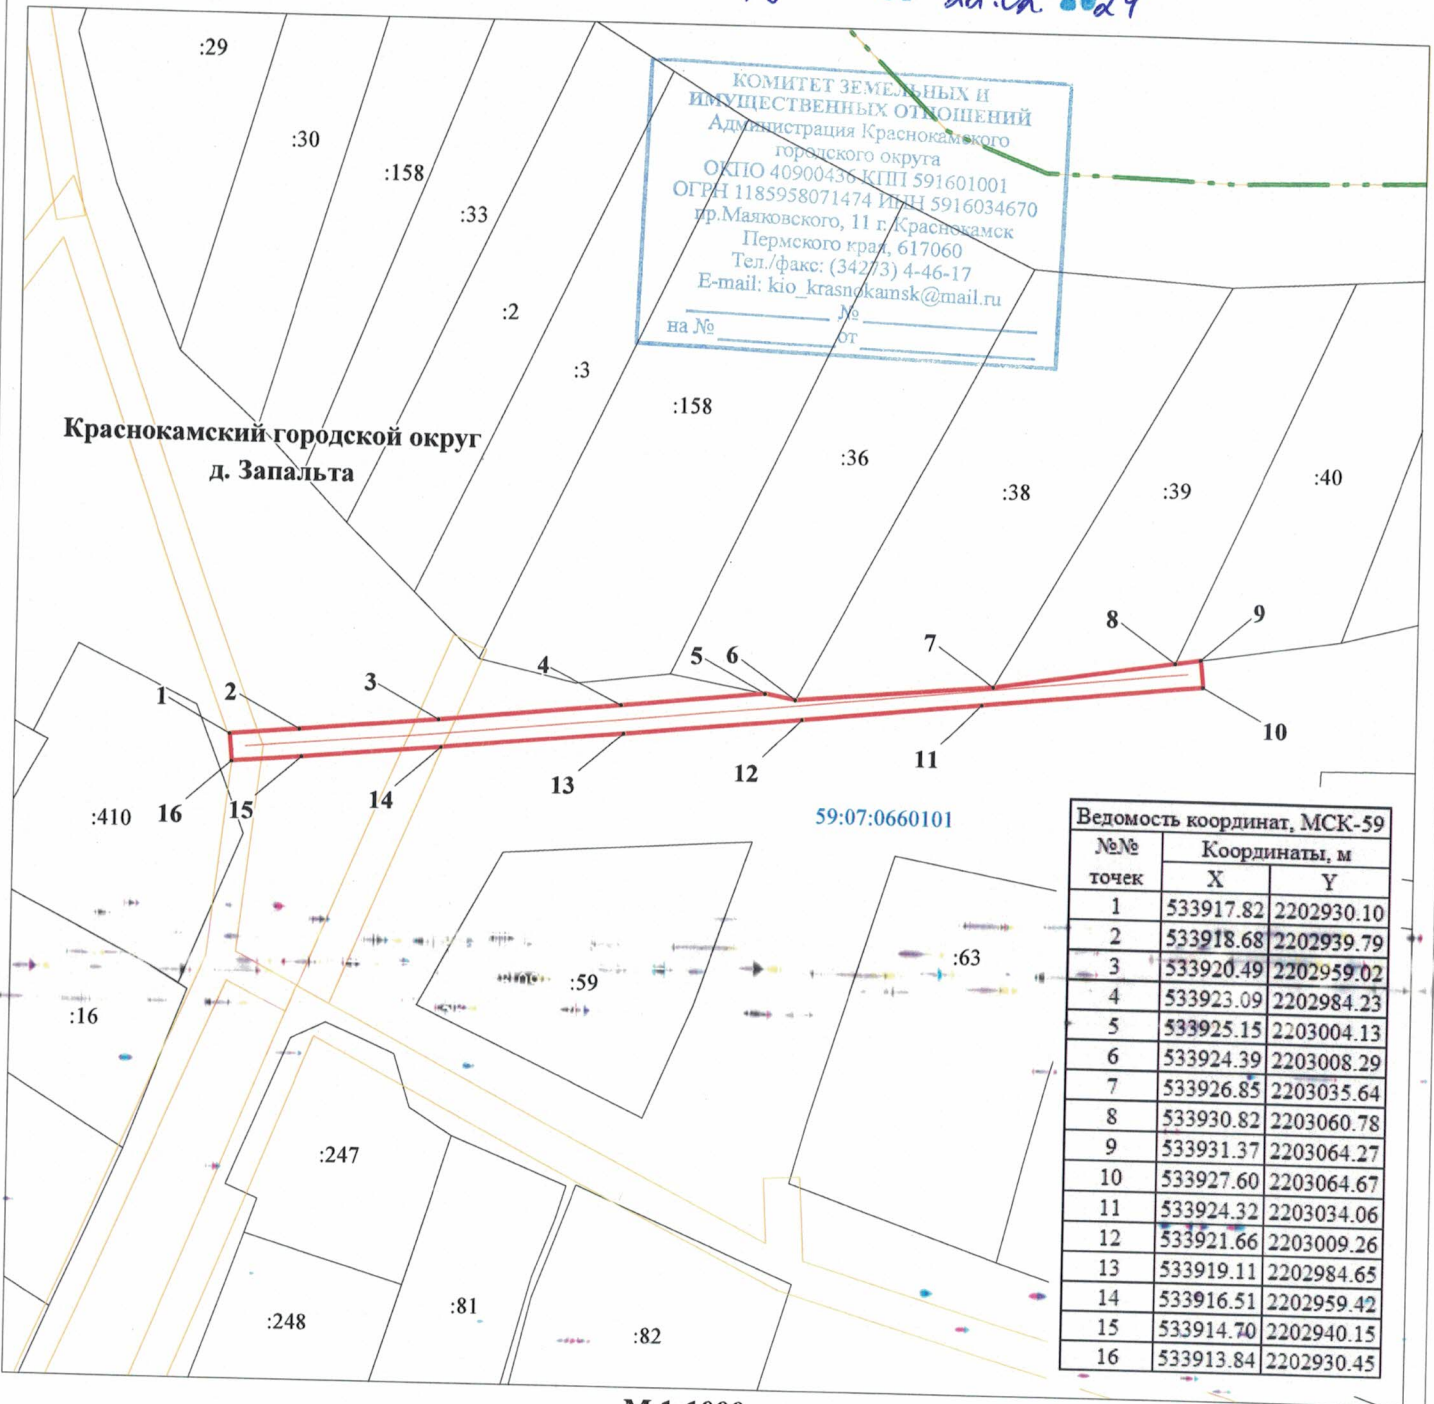 :29
:30
:158
:33
:2
:3
:158
:36
:38
:39
:40
КОМИТЕТ ЗЕМЕЛЬНЫХ И
ИМУЩЕСТВЕННЫХ ОТНОШЕНИЙ
Администрация Краснокамского
городского округа
ОКПО 40900436 КПП 591601001
ОГРН 1185958071474 ИНН 5916034670
пр.Маяковского, 11 г. Краснокамск
Пермского края, 617060
Тел./факс: (34273) 4-46-17
E-mail: kio_krasnokamsk@mail.ru
№
на № от
Краснокамский городской округ
д. Запальта
1
2
3
4
5
6
7
8
9
10
11
12
13
14
15
16
:410
59:07:0660101
:16
:59
:63
:247
:248
:81
:82
Ведомость координат, МСК-59
№№ Координаты, м
точек X Y
1 533917.82 2202930.10
2 533918.68 2202939.79
3 533920.49 2202959.02
4 533923.09 2202984.23
5 533925.15 2203004.13
6 533924.39 2203008.29
7 533926.85 2203035.64
8 533930.82 2203060.78
9 533931.37 2203064.27
10 533927.60 2203064.67
11 533924.32 2203034.06
12 533921.66 2203009.26
13 533919.11 2202984.65
14 533916.51 2202959.42
15 533914.70 2202940.15
16 533913.84 2202930.45